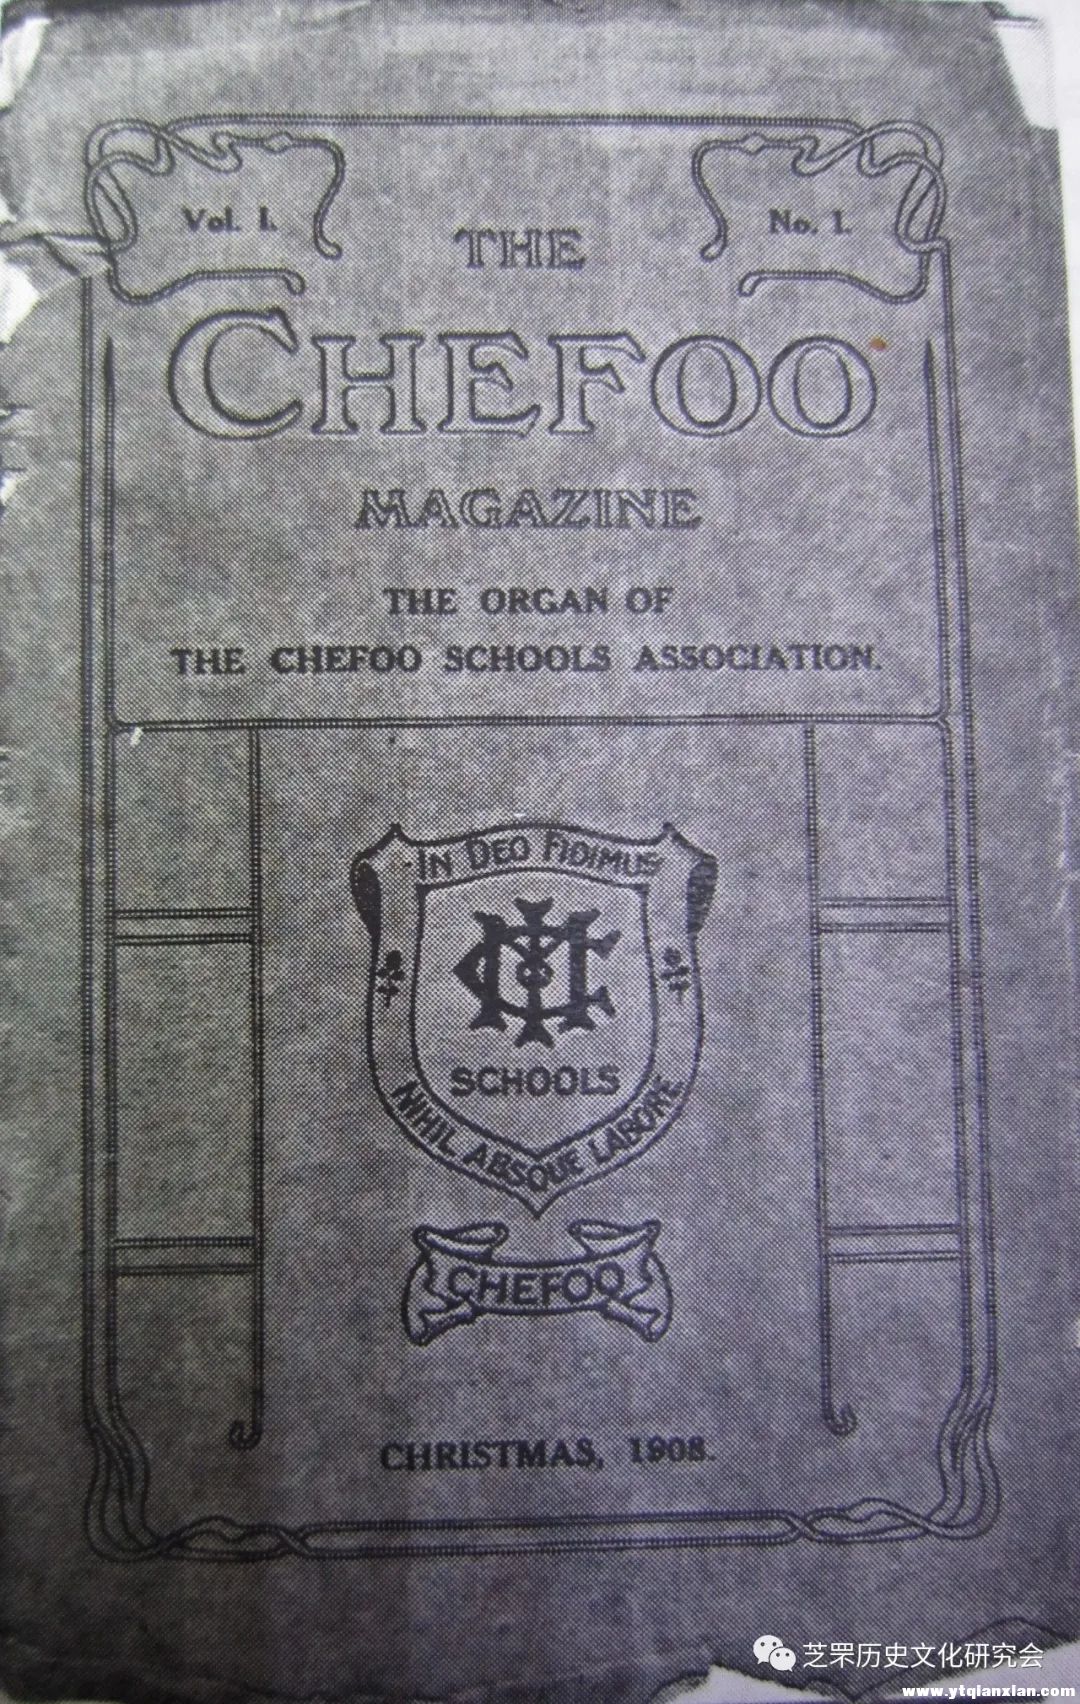 Vol. I.
No. 1.
THE
CHEFOO
MAGAZINE
THE ORGAN OF
THE CHEFOO SCHOOLS ASSOCIATION.
IN DEO FIDIMUS
CIM
SCHOOLS
NIHIL ABSQUE LABORE
CHEFOO
CHRISTMAS, 1908.
芝罘历史文化研究会
www.ytqianxian.com